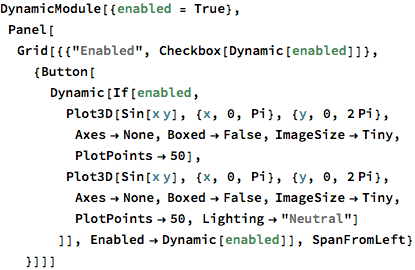 DynamicModule[{enabled = True},
Panel[
Grid[{{"Enabled", Checkbox[Dynamic[enabled]]},
{Button[
Dynamic[If[enabled,
Plot3D[Sin[x y], {x, 0, Pi}, {y, 0, 2 Pi},
Axes → None, Boxed → False, ImageSize → Tiny,
PlotPoints → 50],
Plot3D[Sin[x y], {x, 0, Pi}, {y, 0, 2 Pi},
Axes → None, Boxed → False, ImageSize → Tiny,
PlotPoints → 50, Lighting → "Neutral"]
]], Enabled → Dynamic[enabled]], SpanFromLeft}
}]]]